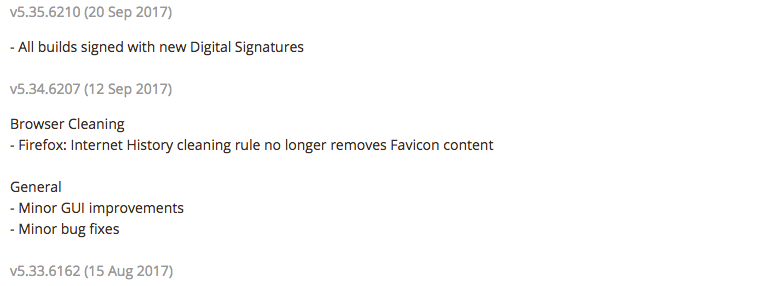 v5.35.6210 (20 Sep 2017)
- All builds signed with new Digital Signatures
v5.34.6207 (12 Sep 2017)
Browser Cleaning
- Firefox: Internet History cleaning rule no longer removes Favicon content
General
- Minor GUI improvements
- Minor bug fixes
v5.33.6162 (15 Aug 2017)